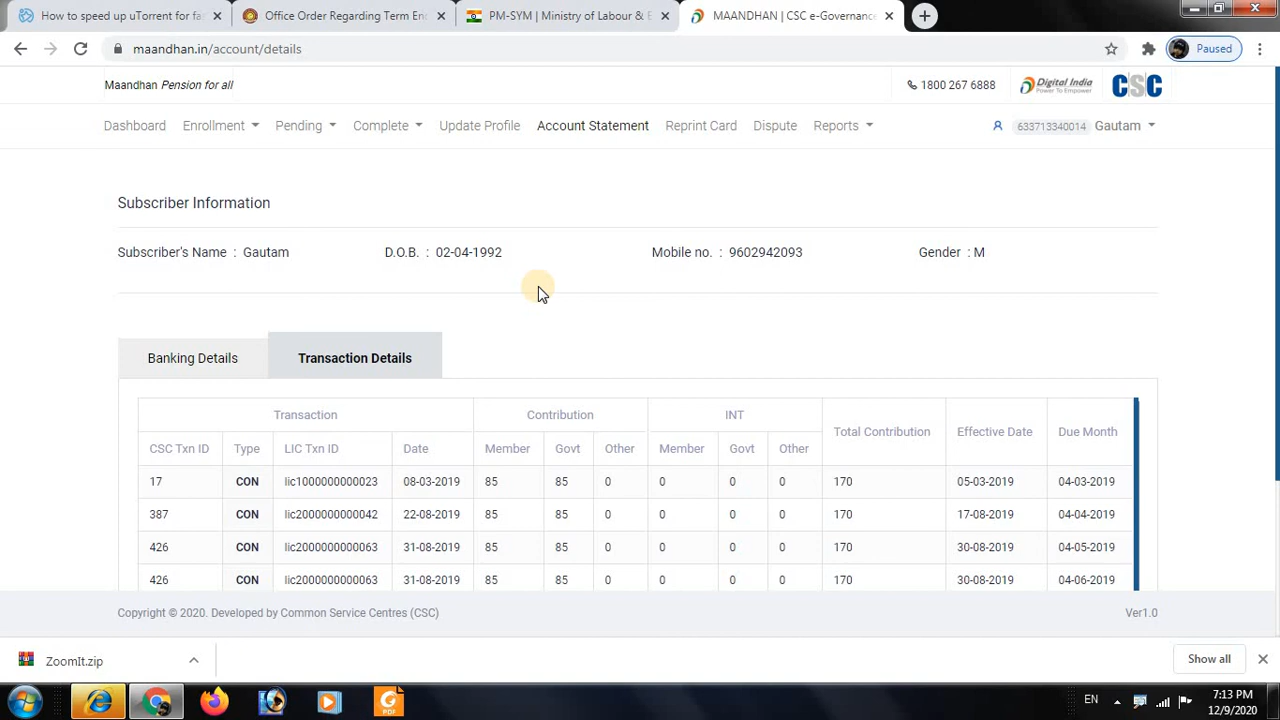 How to speed up uTorrent for f
Office Order Regarding Term En
PM-SYM | Ministry of Labour & E
MAANDHAN | CSC e-Governance
maandhan.in/account/details
Paused
Maandhan Pension for all
1800 267 6888
Digital India
Power To Empower
CSC
Dashboard Enrollment Pending Complete Update Profile Account Statement Reprint Card Dispute Reports 633713340014 Gautam
Subscriber Information
Subscriber's Name : Gautam D.O.B. : 02-04-1992 Mobile no. : 9602942093 Gender : M
Banking Details Transaction Details
Transaction Contribution INT Total Contribution Effective Date Due Month
CSC Txn ID Type LIC Txn ID Date Member Govt Other Member Govt Other
17 CON lic1000000000023 08-03-2019 85 85 0 0 0 0 170 05-03-2019 04-03-2019
387 CON lic2000000000042 22-08-2019 85 85 0 0 0 0 170 17-08-2019 04-04-2019
426 CON lic2000000000063 31-08-2019 85 85 0 0 0 0 170 30-08-2019 04-05-2019
426 CON lic2000000000063 31-08-2019 85 85 0 0 0 0 170 30-08-2019 04-06-2019
Copyright © 2020. Developed by Common Service Centres (CSC) Ver1.0
ZoomIt.zip Show all
PDF
EN
7:13 PM
12/9/2020